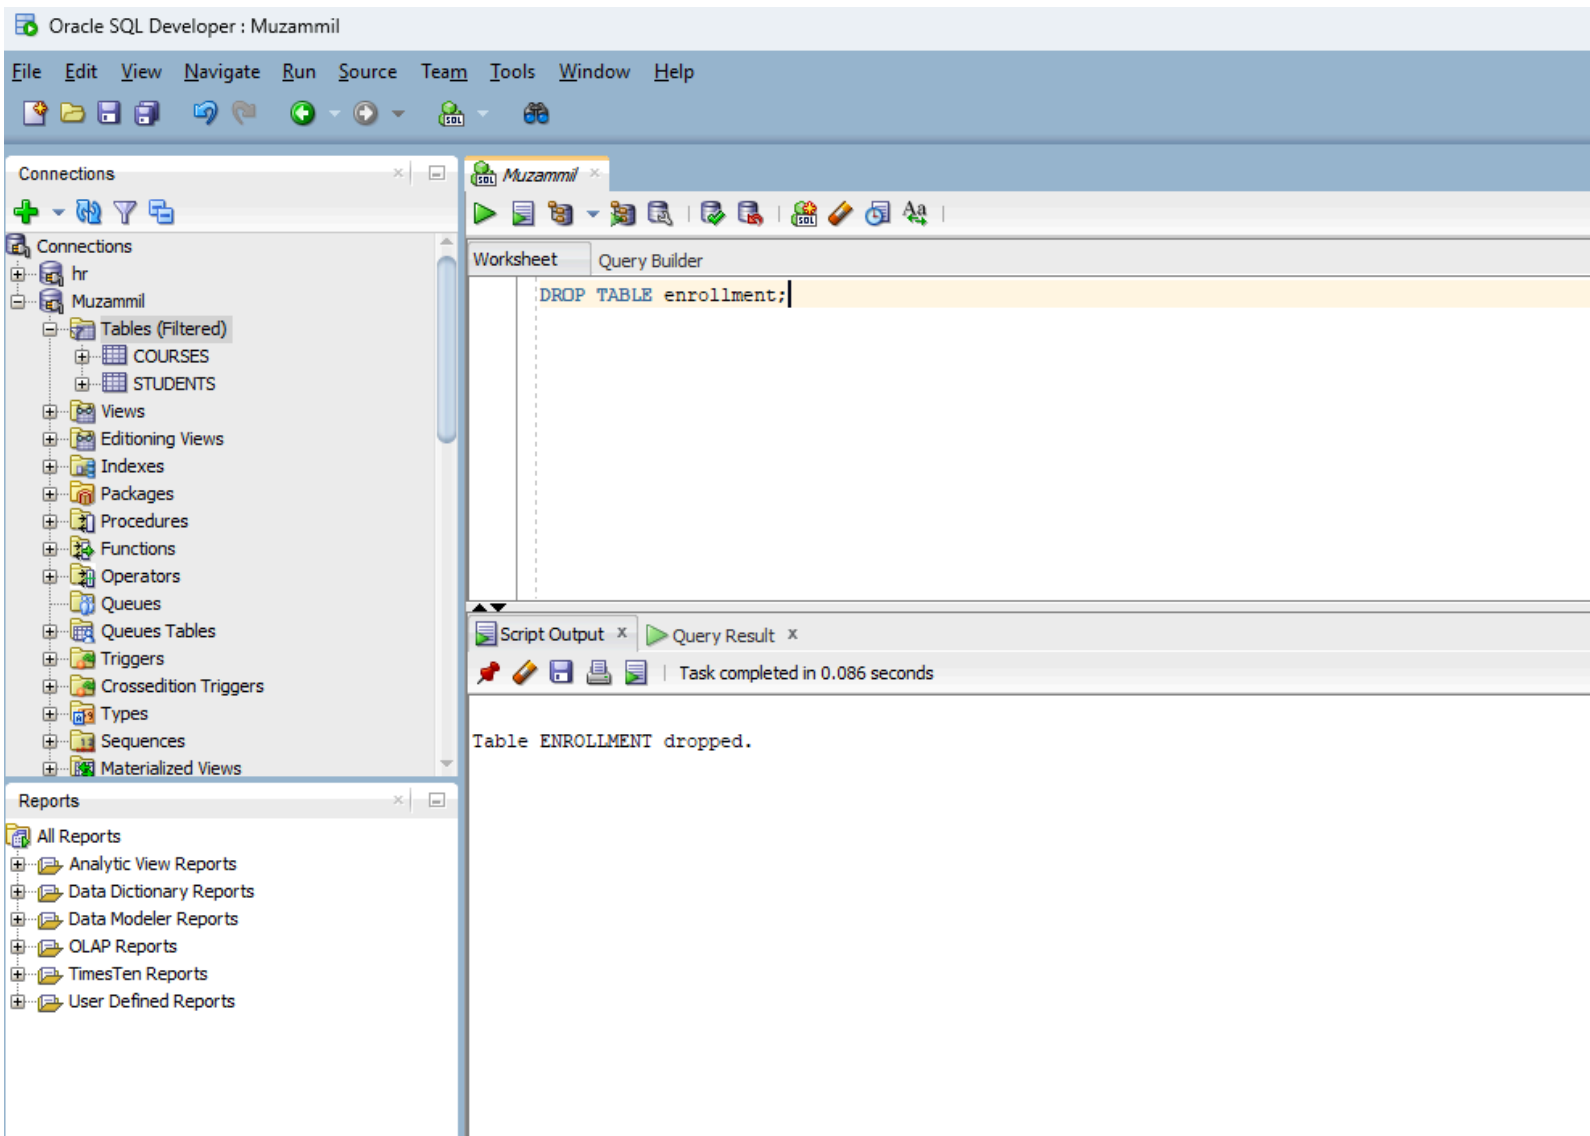 Oracle SQL Developer : Muzammil
File Edit View Navigate Run Source Team Tools Window Help
Connections
Connections
hr
Muzammil
Tables (Filtered)
COURSES
STUDENTS
Views
Editioning Views
Indexes
Packages
Procedures
Functions
Operators
Queues
Queues Tables
Triggers
Crossedition Triggers
Types
Sequences
Materialized Views
Reports
All Reports
Analytic View Reports
Data Dictionary Reports
Data Modeler Reports
OLAP Reports
TimesTen Reports
User Defined Reports
Muzammil
Worksheet Query Builder
DROP TABLE enrollment;
Script Output x Query Result x
Task completed in 0.086 seconds
Table ENROLLMENT dropped.